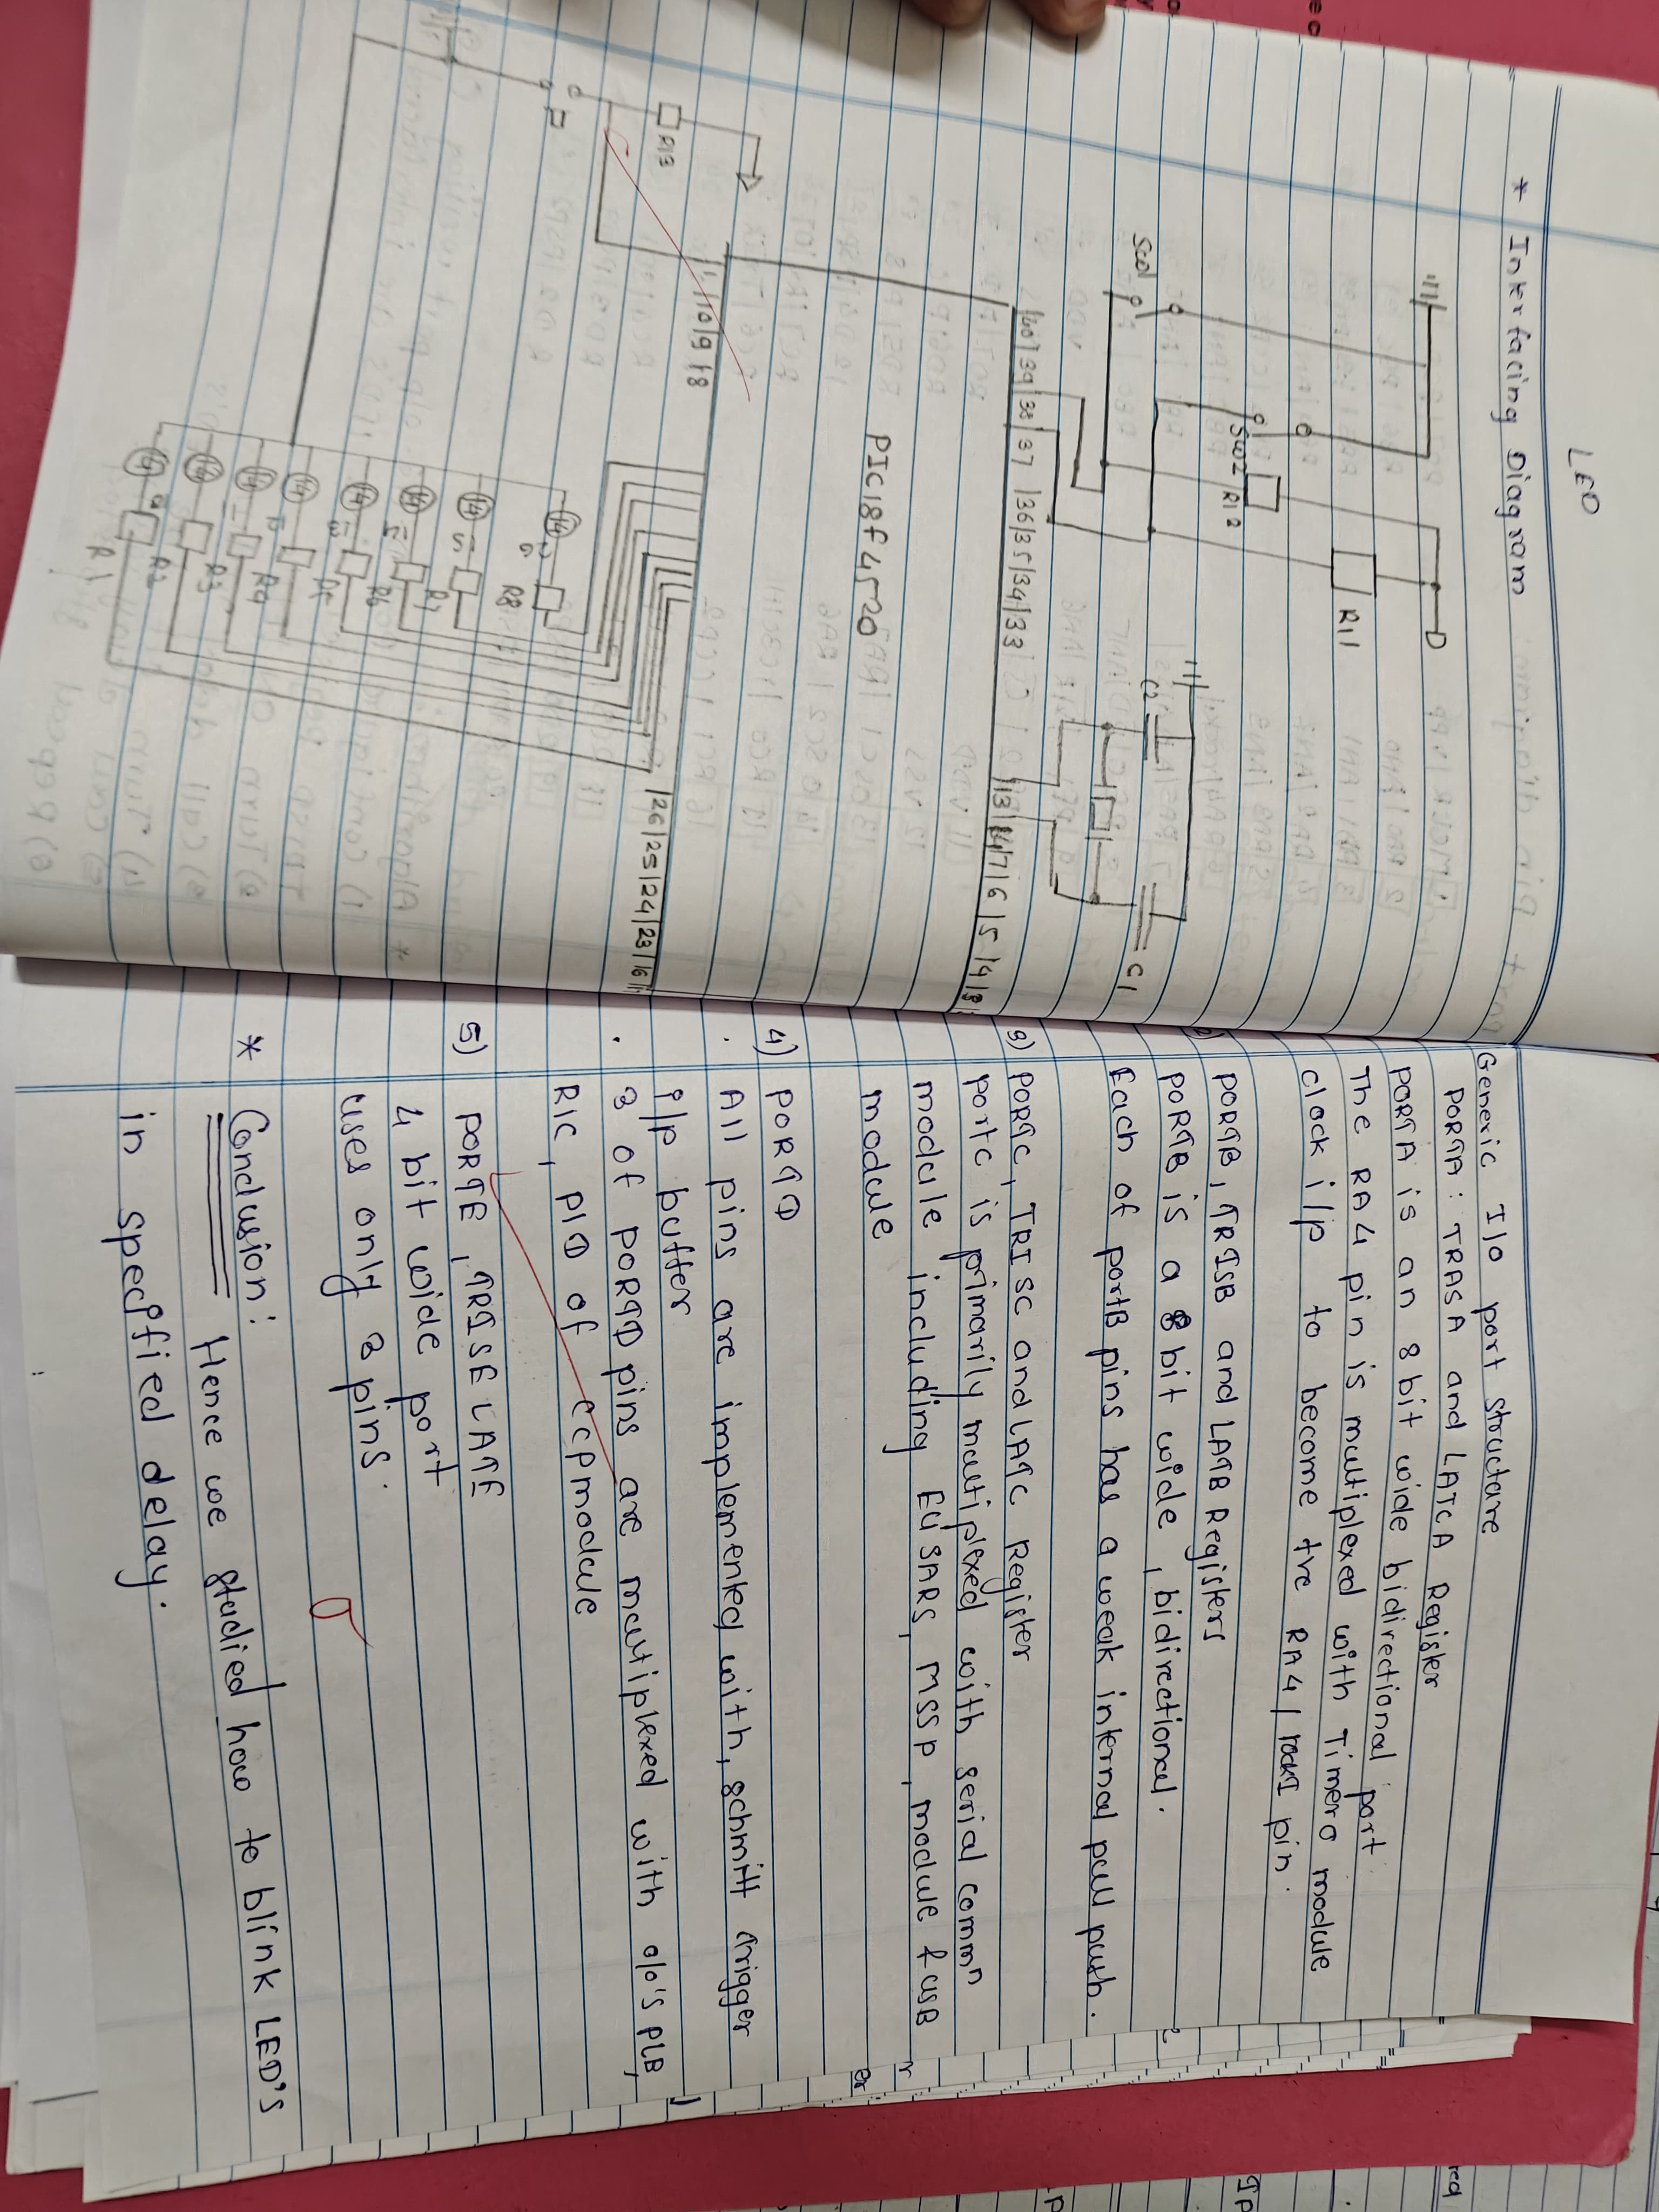 LED
* Interfacing Diagram
D
R11
SW2
R12
SW1
C2
C1
40/39/38/37/36/35/34/33
13/14/7/6/5/4/3
PIC18f4520
11/10/9/8
26/25/24/23/16
R13
R8
R7
R6
R5
R4
R3
R2
R1
Generic I/o port structure
PORTA : TRASA and LATCA Register
PORTA is an 8 bit wide bidirectional port.
The RA4 pin is multiplexed with Timer0 module
clock i/p to become tve RA4 / TOCKI pin.
PORTB, TRISB and LATB Registers
PORTB is a 8 bit wide, bidirectional.
Each of portB pins has a weak internal pull push.
3) PORTC, TRISC and LATC Register
portc is primarily multiplexed with serial commn
module including EUSARS, MSSP, module & USB
module
4) PORTD
. All pins are implemented with, schmitt trigger
i/p buffer
. 3 of PORTD pins are multiplexed with o/o's PLB,
RIC, PID of ECP module
5) PORTE, TRISE LATE
4 bit wide port
uses only 3 pins.
* Conclusion :
Hence we studied how to blink LED'S
in specified delay.